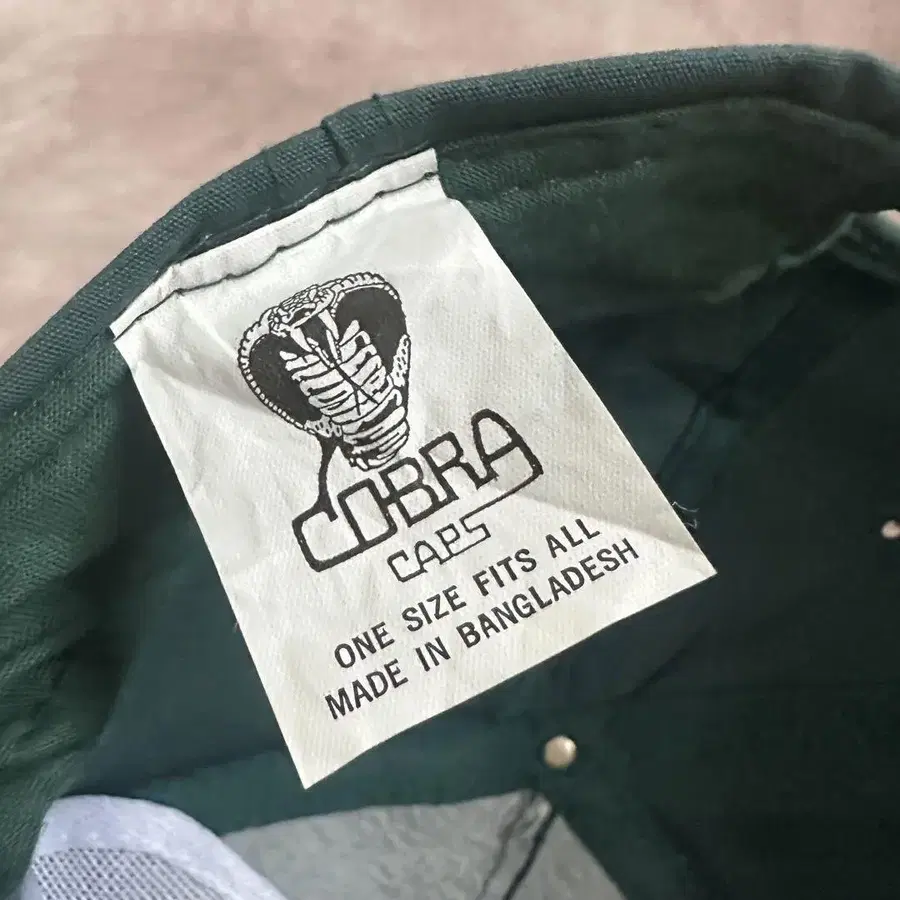 COBRA
CAPS
ONE SIZE FITS ALL
MADE IN BANGLADESH